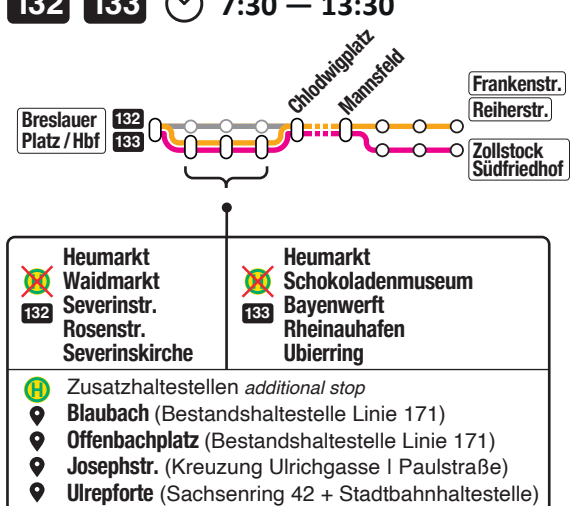 132 133 7:30 — 13:30
Chlodwigplatz
Mannsfeld
Frankenstr.
Reiherstr.
Breslauer
Platz / Hbf
132
133
Zollstock
Südfriedhof
H
132
Heumarkt
Waidmarkt
Severinstr.
Rosenstr.
Severinskirche
H
133
Heumarkt
Schokoladenmuseum
Bayenwerft
Rheinauhafen
Ubierring
H Zusatzhaltestellen additional stop
Blaubach (Bestandshaltestelle Linie 171)
Offenbachplatz (Bestandshaltestelle Linie 171)
Josephstr. (Kreuzung Ulrichgasse I Paulstraße)
Ulrepforte (Sachsenring 42 + Stadtbahnhaltestelle)